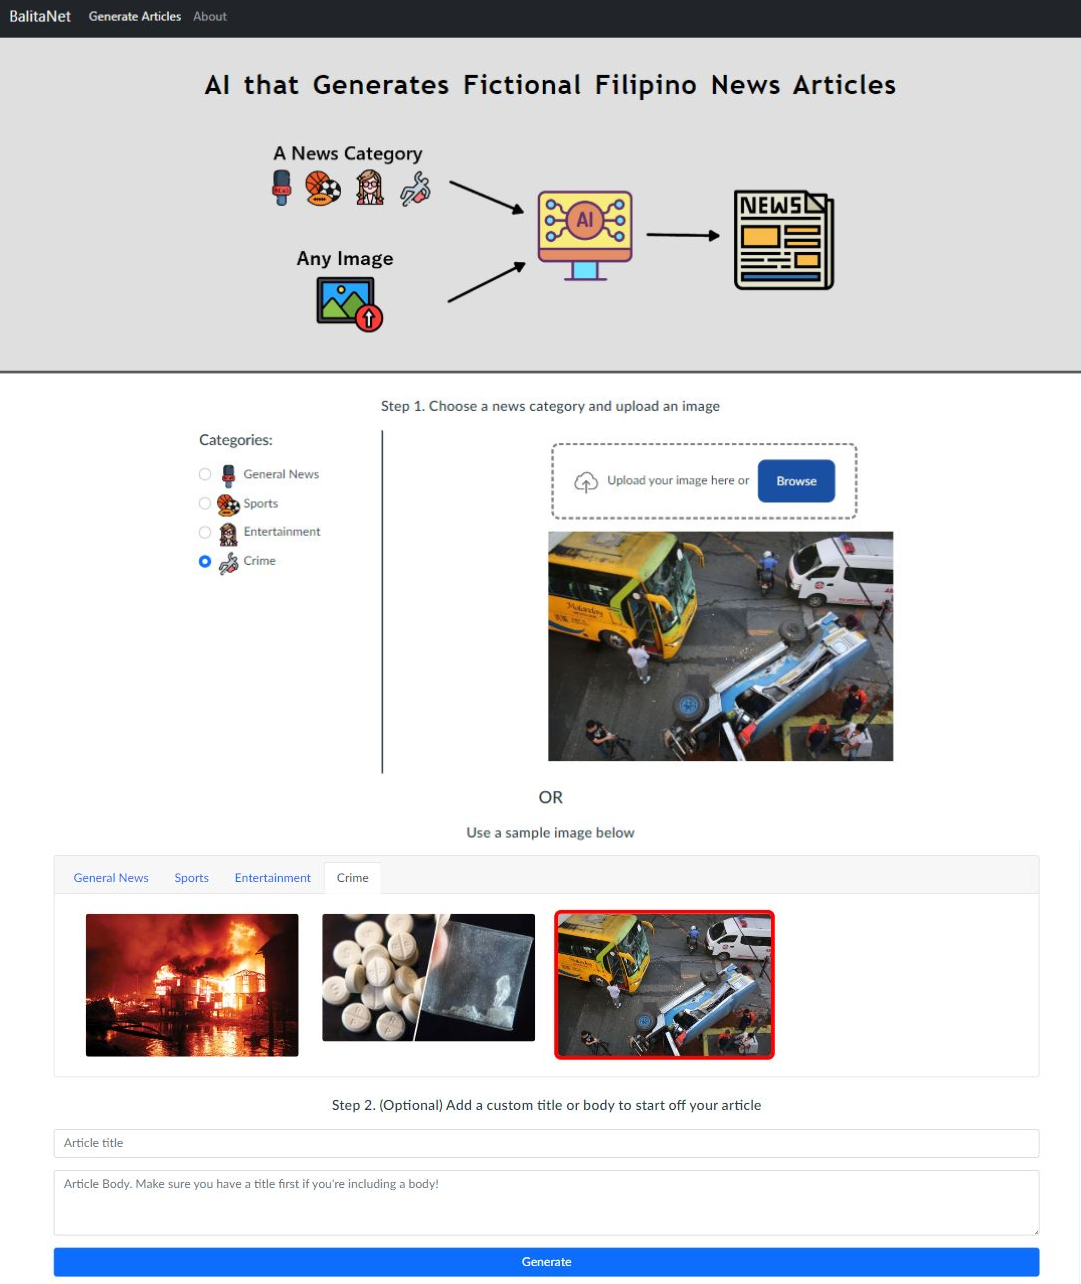 BalitaNet Generate Articles About
AI that Generates Fictional Filipino News Articles
A News Category
Any Image
AI
NEWS
Step 1. Choose a news category and upload an image
Categories:
General News
Sports
Entertainment
Crime
Upload your image here or Browse
Malanday
OR
Use a sample image below
General News Sports Entertainment Crime
Step 2. (Optional) Add a custom title or body to start off your article
Article title
Article Body. Make sure you have a title first if you're including a body!
Generate